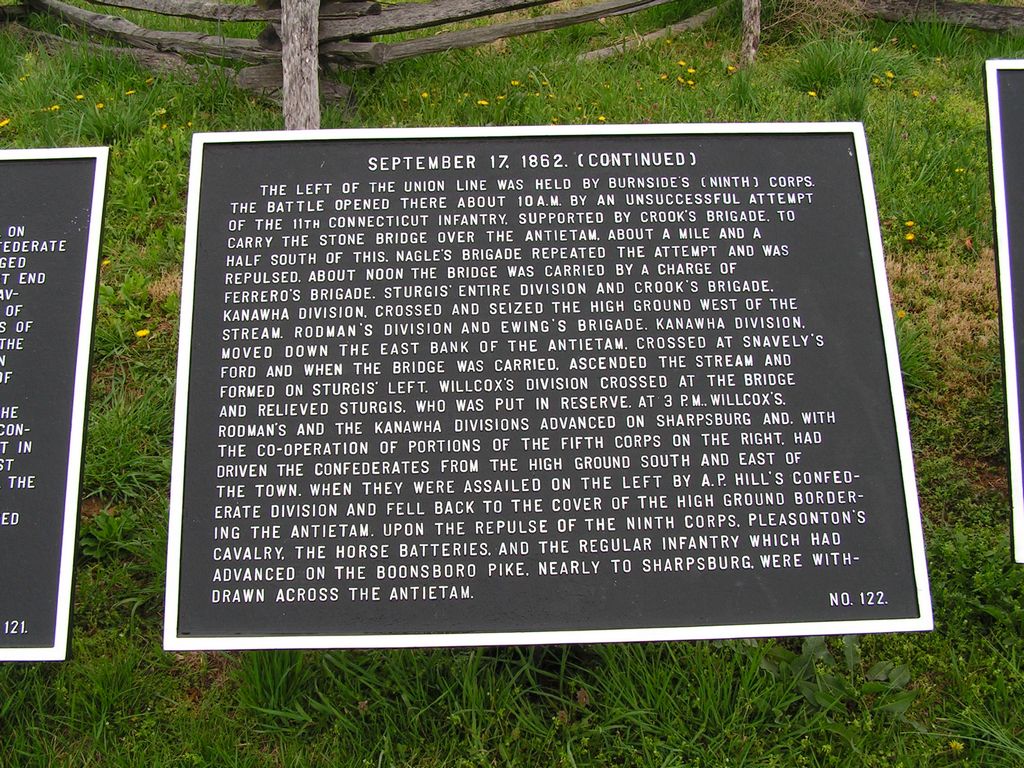 SEPTEMBER 17, 1862. (CONTINUED)
THE LEFT OF THE UNION LINE WAS HELD BY BURNSIDE'S (NINTH) CORPS.
THE BATTLE OPENED THERE ABOUT 10 A.M. BY AN UNSUCCESSFUL ATTEMPT
OF THE 11TH CONNECTICUT INFANTRY, SUPPORTED BY CROOK'S BRIGADE, TO
CARRY THE STONE BRIDGE OVER THE ANTIETAM, ABOUT A MILE AND A
HALF SOUTH OF THIS. NAGLE'S BRIGADE REPEATED THE ATTEMPT AND WAS
REPULSED. ABOUT NOON THE BRIDGE WAS CARRIED BY A CHARGE OF
FERRERO'S BRIGADE. STURGIS' ENTIRE DIVISION AND CROOK'S BRIGADE,
KANAWHA DIVISION, CROSSED AND SEIZED THE HIGH GROUND WEST OF THE
STREAM. RODMAN'S DIVISION AND EWING'S BRIGADE, KANAWHA DIVISION,
MOVED DOWN THE EAST BANK OF THE ANTIETAM, CROSSED AT SNAVELY'S
FORD AND WHEN THE BRIDGE WAS CARRIED, ASCENDED THE STREAM AND
FORMED ON STURGIS' LEFT. WILLCOX'S DIVISION CROSSED AT THE BRIDGE
AND RELIEVED STURGIS, WHO WAS PUT IN RESERVE. AT 3 P.M., WILLCOX'S,
RODMAN'S AND THE KANAWHA DIVISIONS ADVANCED ON SHARPSBURG AND, WITH
THE CO-OPERATION OF PORTIONS OF THE FIFTH CORPS ON THE RIGHT, HAD
DRIVEN THE CONFEDERATES FROM THE HIGH GROUND SOUTH AND EAST OF
THE TOWN, WHEN THEY WERE ASSAILED ON THE LEFT BY A.P. HILL'S CONFED-
ERATE DIVISION AND FELL BACK TO THE COVER OF THE HIGH GROUND BORDER-
ING THE ANTIETAM. UPON THE REPULSE OF THE NINTH CORPS, PLEASONTON'S
CAVALRY, THE HORSE BATTERIES, AND THE REGULAR INFANTRY WHICH HAD
ADVANCED ON THE BOONSBORO PIKE, NEARLY TO SHARPSBURG, WERE WITH-
DRAWN ACROSS THE ANTIETAM.
NO. 122.
ON
T END
OF
S OF
THE
OF
HE
CON-
T IN
ST
THE
121.